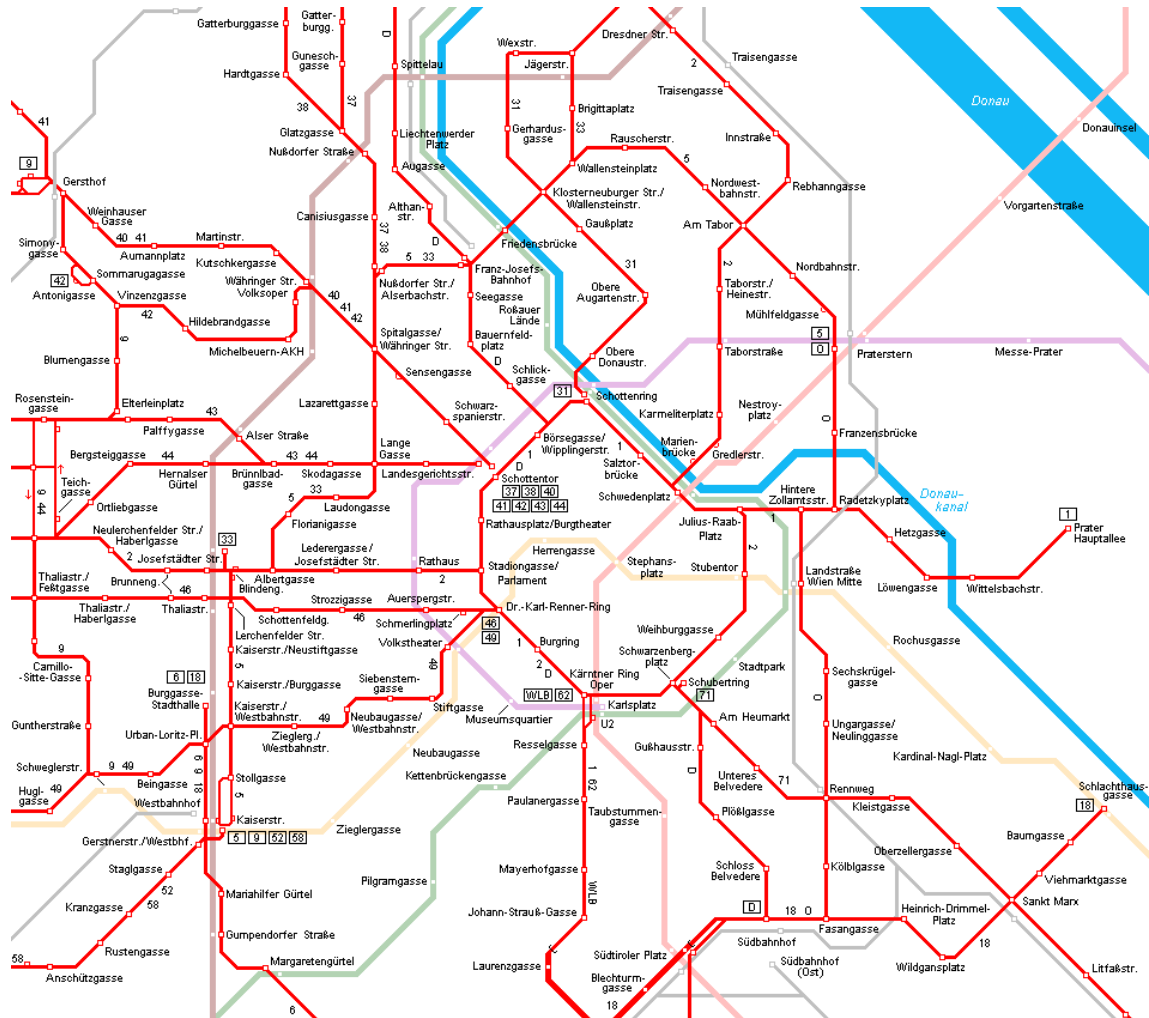 Gatterburggasse
Gatter-
burgg.
D
Wexstr.
Dresdner Str.
Traisengasse
Hardtgasse
Gunesch-
gasse
Spittelau
Jägerstr.
2
38
37
Traisengasse
Donau
41
Glatzgasse
31
Brigittaplatz
33
Gerhardus-
gasse
Rauscherstr.
Innstraße
Donauinsel
9
Nußdorfer Straße
Liechtenwerder
Platz
Augasse
Wallensteinplatz
5
Gersthof
Nordwest-
bahnstr.
Rebhanngasse
Klosterneuburger Str./
Wallensteinstr.
Vorgartenstraße
Weinhauser
Gasse
Canisiusgasse
Althan-
str.
Gaußplatz
Am Tabor
Simony-
gasse
40 41
Martinstr.
37
38
D
Friedensbrücke
Aumannplatz
Kutschkergasse
5 33
31
2
Nordbahnstr.
42
Sommarugagasse
Antonigasse
Währinger Str.
Volksoper
Nußdorfer Str./
Alserbachstr.
Franz-Josefs-
Bahnhof
Seegasse
Obere
Augartenstr.
Taborstr./
Heinestr.
Vinzenzgasse
40
41
42
Roßauer
Lände
Mühlfeldgasse
42
Hildebrandgasse
Spitalgasse/
Währinger Str.
Bauernfeld-
platz
5
O
Blumengasse
9
Michelbeuern-AKH
D
Obere
Donaustr.
Taborstraße
Praterstern
Messe-Prater
Sensengasse
Schlick-
gasse
31
Schottenring
Rosenstein-
gasse
Elterleinplatz
43
Lazarettgasse
Schwarz-
spanierstr.
Karmeliterplatz
Nestroy-
platz
O
Palffygasse
Alser Straße
Börsegasse/
Wipplingerstr.
1
Marien-
brücke
Gredlerstr.
Franzensbrücke
Bergsteiggasse
44
43 44
Lange
Gasse
1
D
Salztor-
brücke
Teich-
gasse
Hernalser
Gürtel
Brünnlbad-
gasse
Skodagasse
Landesgerichtsstr.
Schottentor
37 38 40
41 42 43 44
Schwedenplatz
Hintere
Zollamtsstr.
Radetzkyplatz
Donau-
kanal
9
44
Ortliebgasse
33
5
Laudongasse
1
1
Neulerchenfelder Str./
Haberlgasse
Florianigasse
Rathausplatz/Burgtheater
Julius-Raab-
Platz
Hetzgasse
Prater
Hauptallee
33
2
Josefstädter Str.
Lederergasse/
Josefstädter Str.
Rathaus
Herrengasse
2
Stephans-
platz
Stubentor
Landstraße
Wien Mitte
Thaliastr./
Feßtgasse
Brunneng.
Albertgasse
Blindeng.
2
Stadiongasse/
Parlament
Löwengasse
Wittelsbachstr.
46
Strozzigasse
Auerspergstr.
Dr.-Karl-Renner-Ring
Thaliastr./
Haberlgasse
Thaliastr.
Schottenfeldg.
46
Schmerlingplatz
46
49
Weihburggasse
Rochusgasse
Lerchenfelder Str.
Volkstheater
1
Burgring
9
Kaiserstr./Neustiftgasse
2
Schwarzenberg-
platz
Stadtpark
Camillo-
Sitte-Gasse
5
49
D
Kärntner Ring
Oper
Sechskrügel-
gasse
6 18
Kaiserstr./Burggasse
Siebenstern-
gasse
Schubertring
Burggasse-
Stadthalle
WLB 62
Karlsplatz
71
O
Stiftgasse
Museumsquartier
Guntherstraße
Kaiserstr./
Westbahnstr.
49
U2
Am Heumarkt
Urban-Loritz-Pl.
Neubaugasse/
Westbahnstr.
Ungargasse/
Neulinggasse
Zieglerg./
Westbahnstr.
Resselgasse
Gußhausstr.
Neubaugasse
Kardinal-Nagl-Platz
Schweglerstr.
9 49
6
9
18
Stollgasse
Kettenbrückengasse
1
62
D
Unteres
Belvedere
71
Rennweg
Schlachthaus-
gasse
Hugl-
gasse
49
Beingasse
5
Westbahnhof
Paulanergasse
Kleistgasse
18
Kaiserstr.
Taubstummen-
gasse
Plößlgasse
Zieglergasse
Gerstnerstr./Westbhf.
5 9 52 58
Baumgasse
Oberzellergasse
Staglgasse
Mayerhofgasse
Schloss
Belvedere
Kölblgasse
Viehmarktgasse
52
Pilgramgasse
WLB
58
Mariahilfer Gürtel
Sankt Marx
Kranzgasse
Johann-Strauß-Gasse
D
18 O
Heinrich-Drimmel-
Platz
Rustengasse
Gumpendorfer Straße
Fasangasse
18
Südbahnhof
58
Südtiroler Platz
Anschützgasse
Margaretengürtel
Laurenzgasse
Blechturm-
gasse
Südbahnhof
(Ost)
Wildgansplatz
Litfaßstr.
6
18